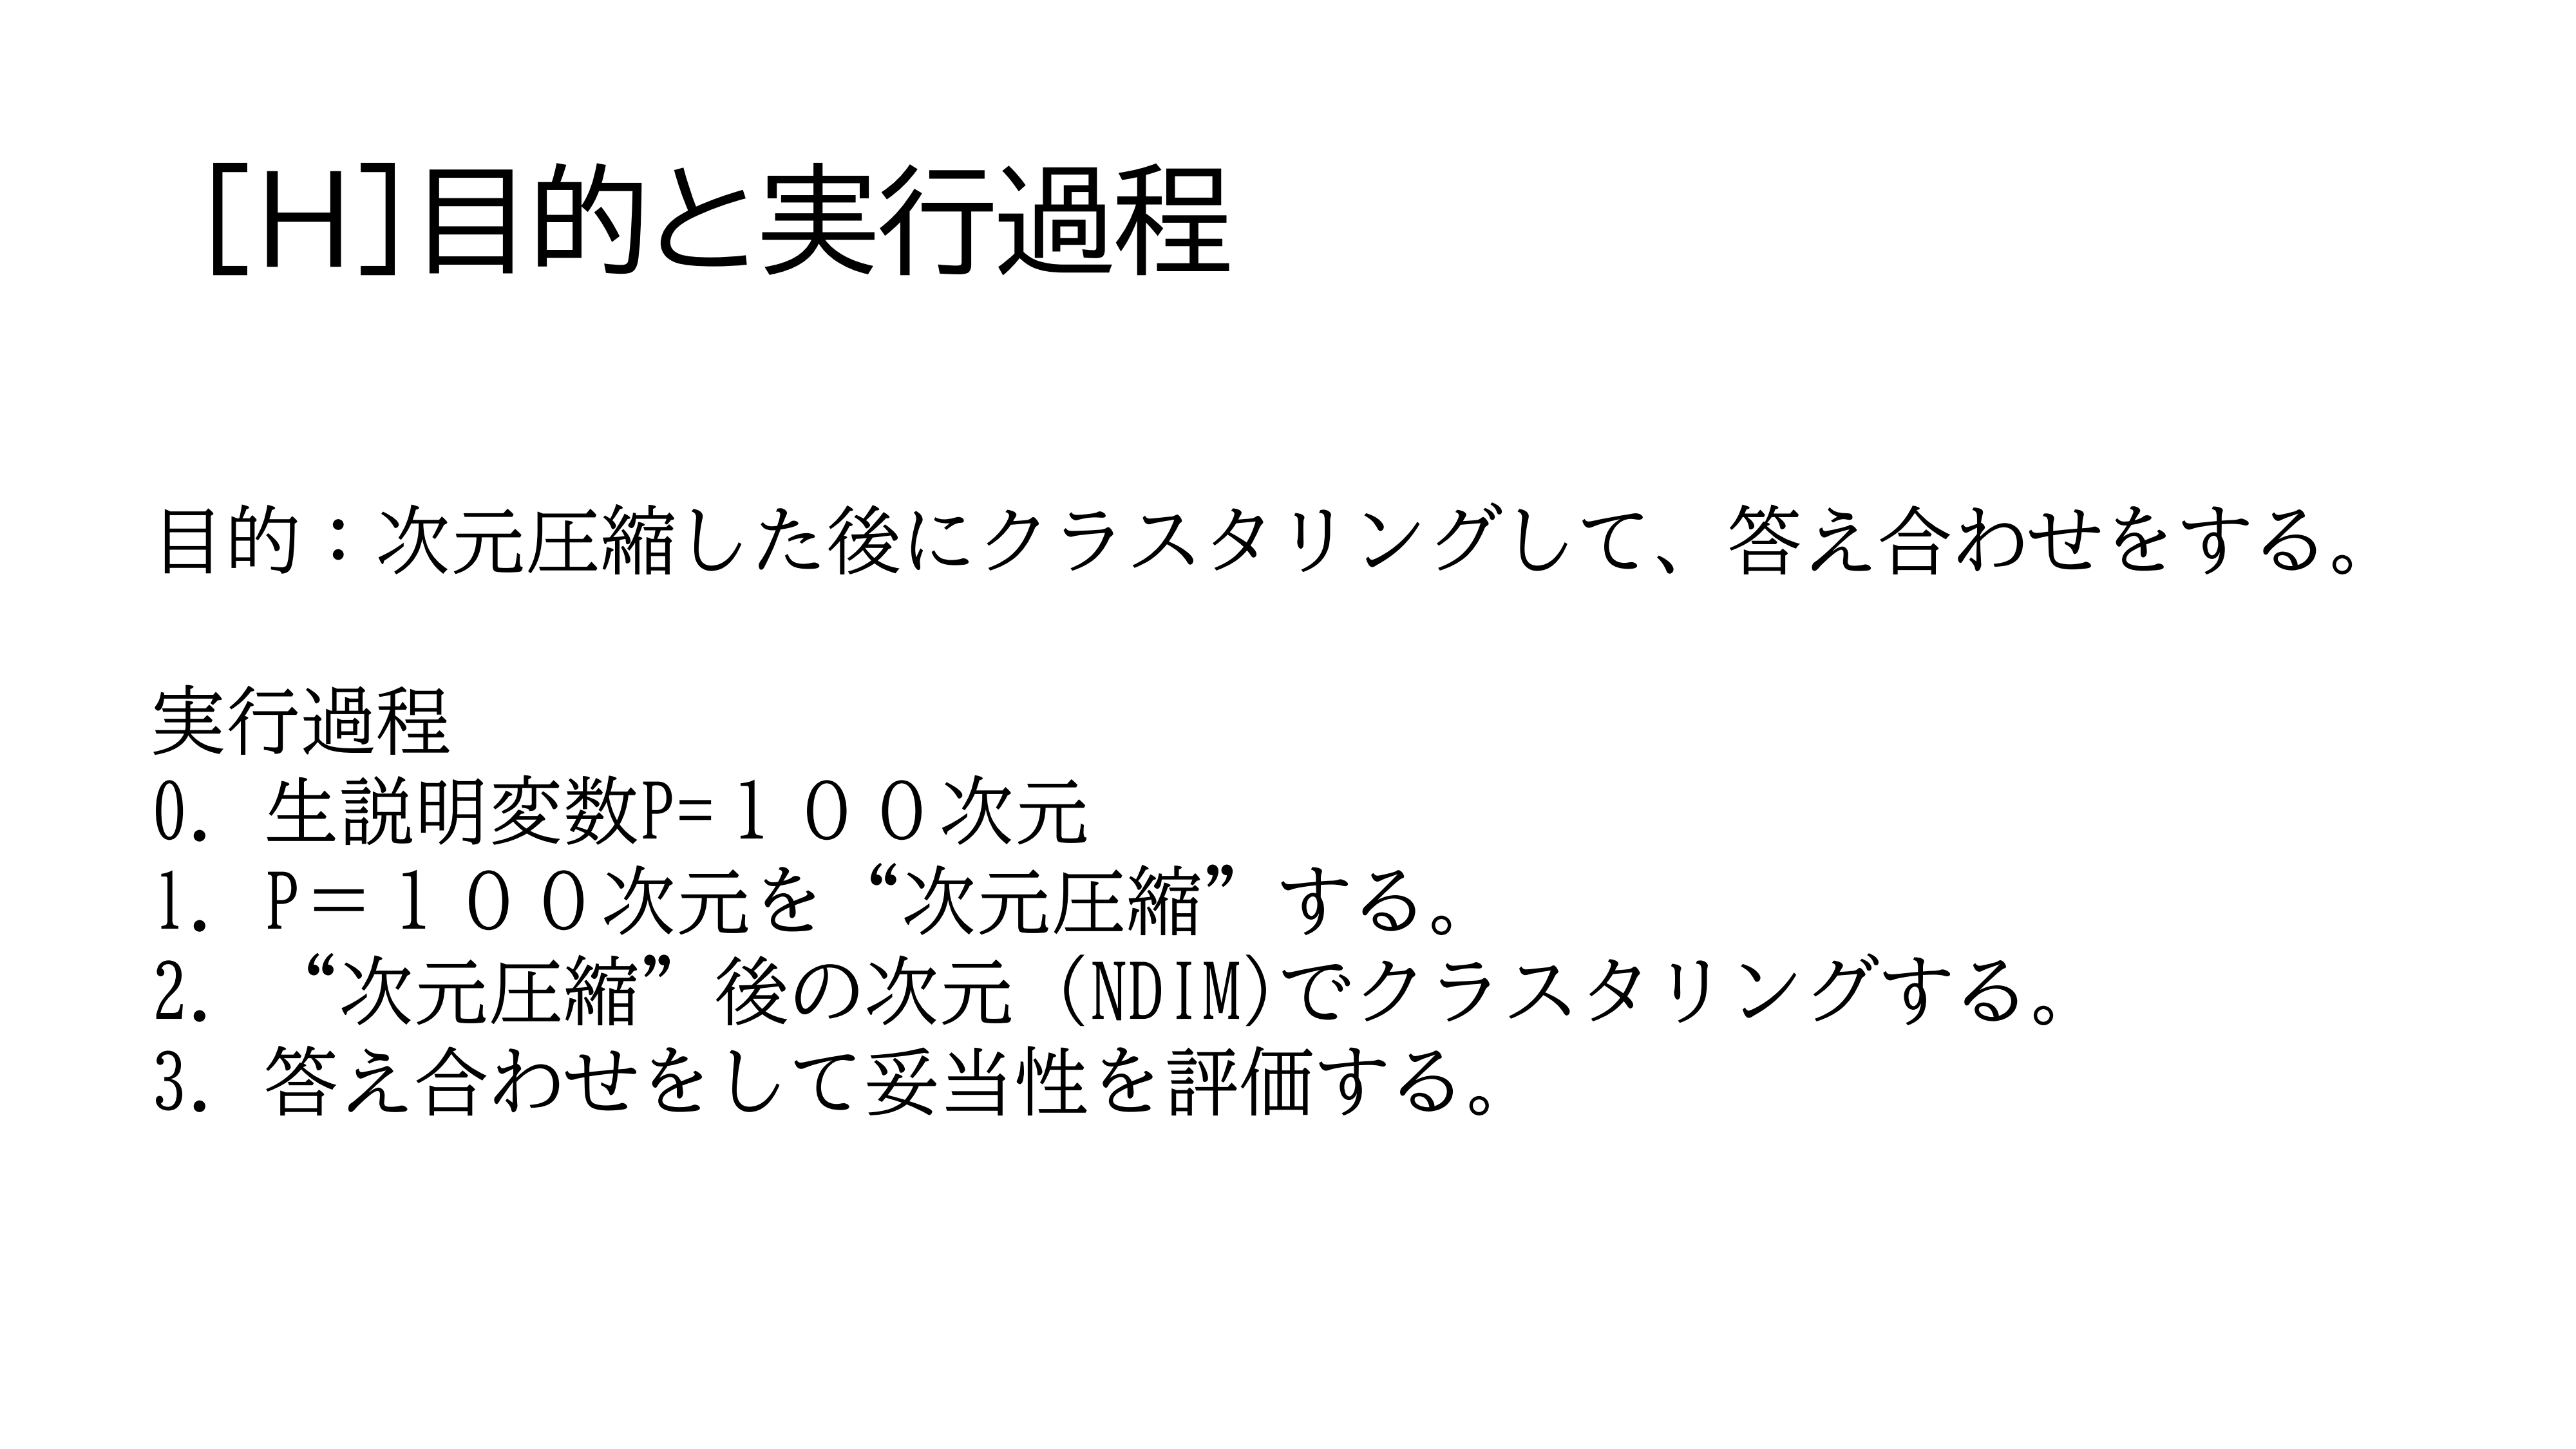 [H]目的と実行過程
目的：次元圧縮した後にクラスタリングして、答え合わせをする。
実行過程
0. 生説明変数P=１００次元
1. P＝１００次元を“次元圧縮”する。
2. “次元圧縮”後の次元 (NDIM)でクラスタリングする。
3. 答え合わせをして妥当性を評価する。